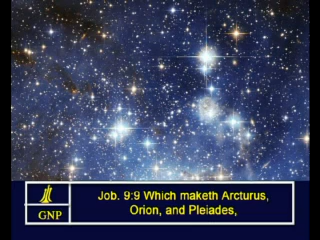 Job. 9:9 Which maketh Arcturus,
Orion, and Pleiades,
GNP